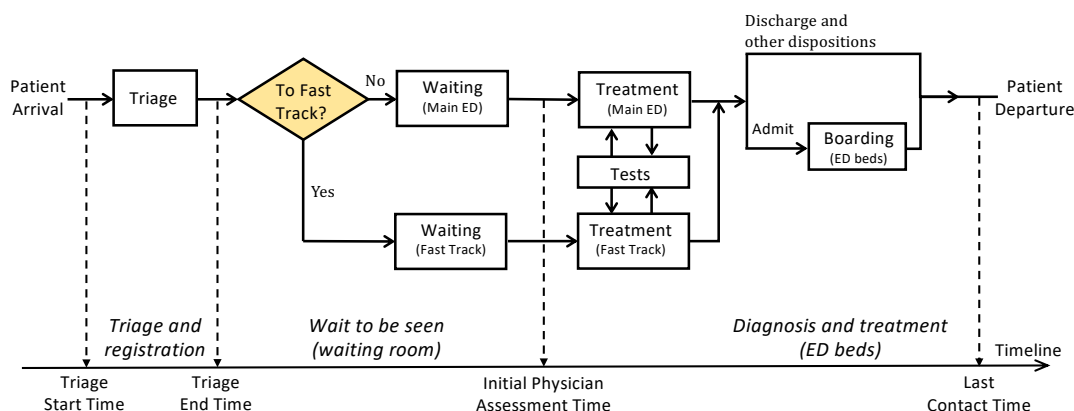 Discharge and
other dispositions
Patient
Arrival
Triage
To Fast
Track?
No
Waiting
(Main ED)
Treatment
(Main ED)
Patient
Departure
Admit
Boarding
(ED beds)
Tests
Yes
Waiting
(Fast Track)
Treatment
(Fast Track)
Triage and
registration
Wait to be seen
(waiting room)
Diagnosis and treatment
(ED beds)
Timeline
Triage
Start Time
Triage
End Time
Initial Physician
Assessment Time
Last
Contact Time